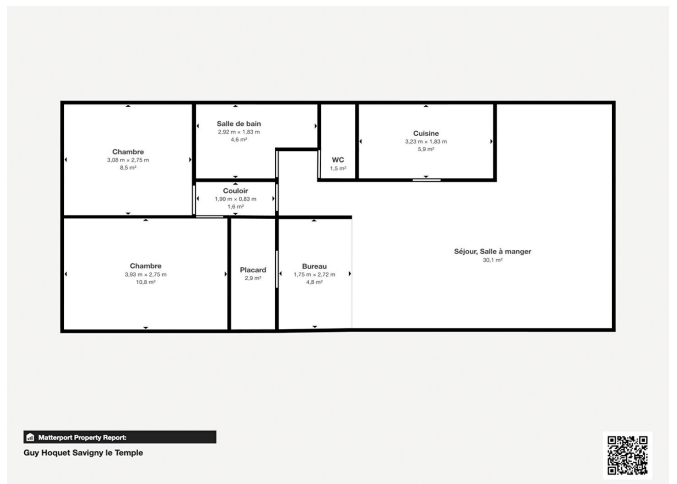 Salle de bain
2,92 m × 1,83 m
4,6 m²
Cuisine
3,23 m × 1,83 m
5,9 m²
Chambre
3,08 m × 2,75 m
8,5 m²
WC
1,5 m²
Couloir
1,90 m × 0,83 m
1,6 m²
Séjour, Salle à manger
30,1 m²
Chambre
3,93 m × 2,75 m
10,8 m²
Placard
2,9 m²
Bureau
1,75 m × 2,72 m
4,8 m²
Matterport Property Report:
Guy Hoquet Savigny le Temple